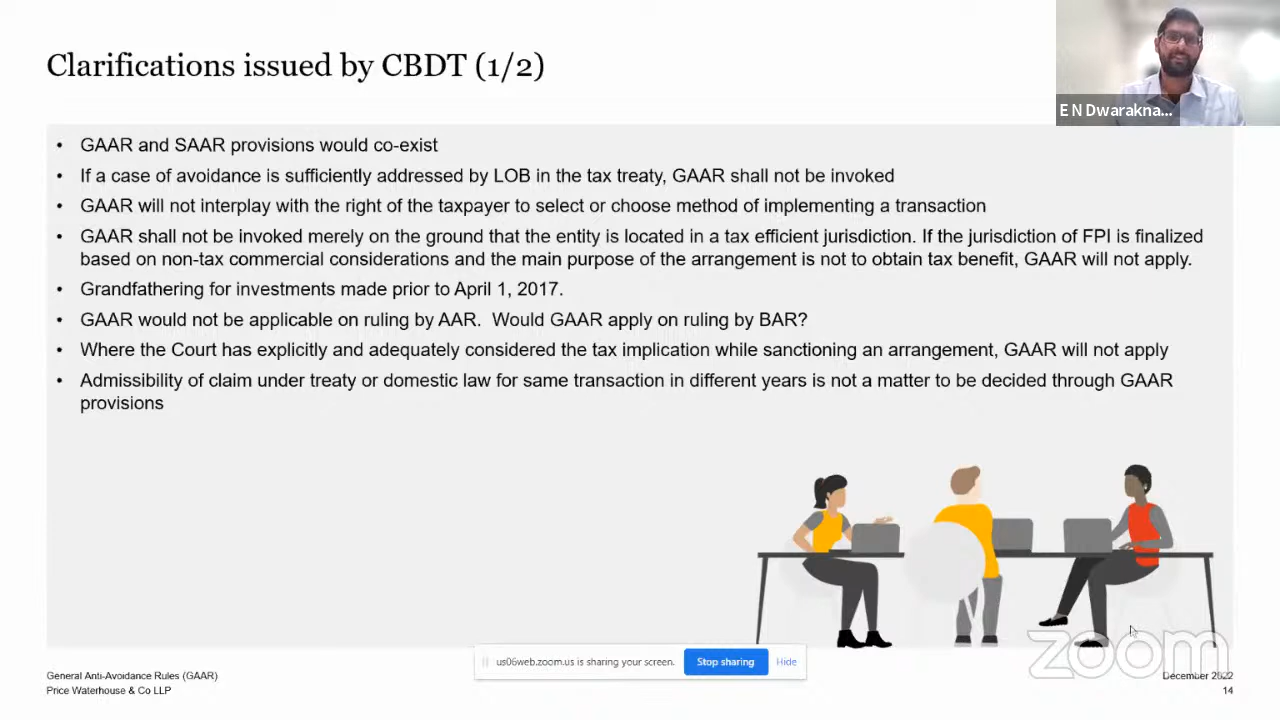 Clarifications issued by CBDT (1/2)
E N Dwarakna...
• GAAR and SAAR provisions would co-exist
• If a case of avoidance is sufficiently addressed by LOB in the tax treaty, GAAR shall not be invoked
• GAAR will not interplay with the right of the taxpayer to select or choose method of implementing a transaction
• GAAR shall not be invoked merely on the ground that the entity is located in a tax efficient jurisdiction. If the jurisdiction of FPI is finalized
based on non-tax commercial considerations and the main purpose of the arrangement is not to obtain tax benefit, GAAR will not apply.
• Grandfathering for investments made prior to April 1, 2017.
• GAAR would not be applicable on ruling by AAR. Would GAAR apply on ruling by BAR?
• Where the Court has explicitly and adequately considered the tax implication while sanctioning an arrangement, GAAR will not apply
• Admissibility of claim under treaty or domestic law for same transaction in different years is not a matter to be decided through GAAR
provisions
zoom
us06web.zoom.us is sharing your screen. Stop sharing Hide
General Anti-Avoidance Rules (GAAR)
Price Waterhouse & Co LLP
December 2022
14